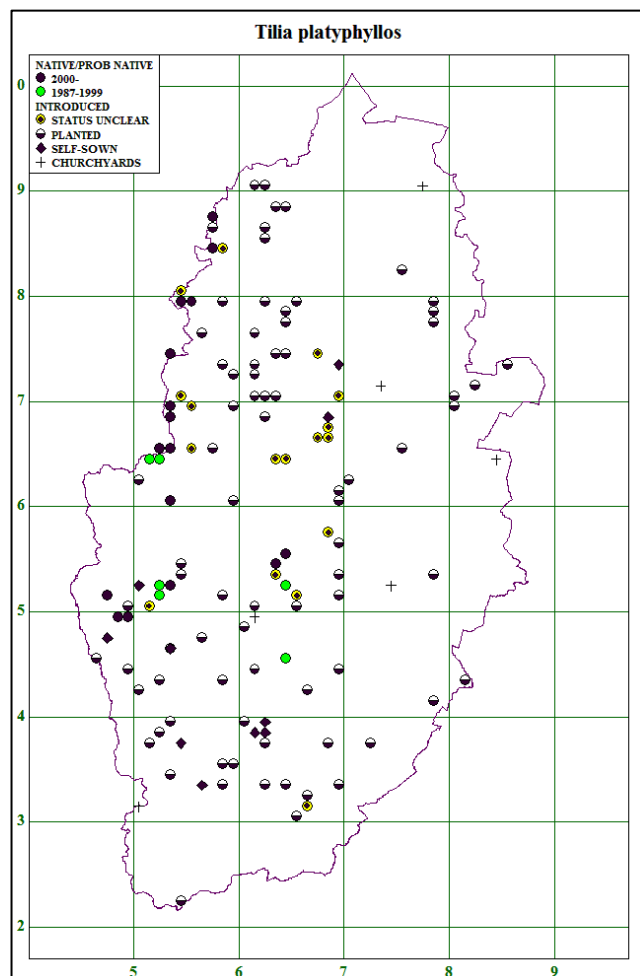 Tilia platyphyllos
NATIVE/PROB NATIVE
2000-
1987-1999
INTRODUCED
STATUS UNCLEAR
PLANTED
SELF-SOWN
CHURCHYARDS
0
9
8
7
6
5
4
3
2
5 6 7 8 9